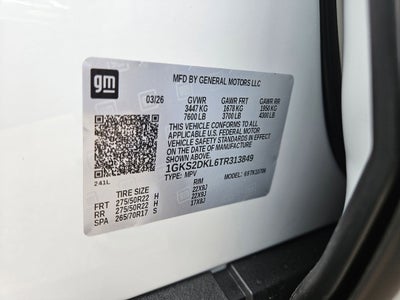 gm
MFD BY GENERAL MOTORS LLC
03/26 GVWR GAWR FRT GAWR RR
3447 KG 1678 KG 1950 KG
7600 LB 3700 LB 4300 LB
THIS VEHICLE CONFORMS TO ALL
APPLICABLE U.S. FEDERAL MOTOR
VEHICLE SAFETY STANDARDS IN EFFECT
ON THE DATE OF MANUFACTURE
SHOWN ABOVE.
1GKS2DKL6TR313849
TYPE: MPV MODEL:
241L
TIRE SIZE RIM
FRT 275/50R22 H 22X9J
RR 275/50R22 H 22X9J
SPA 265/70R17 S 17X8J